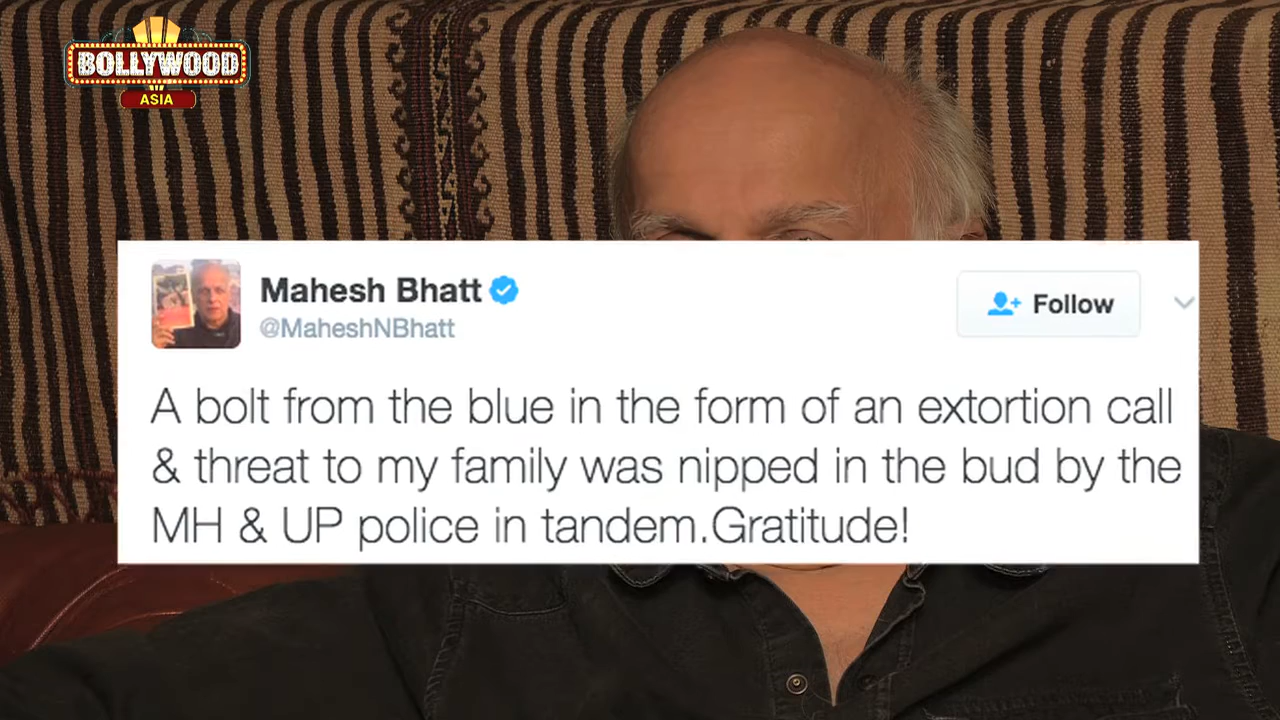 BOLLYWOOD
ASIA
Mahesh Bhatt
@MaheshNBhatt
Follow
A bolt from the blue in the form of an extortion call
& threat to my family was nipped in the bud by the
MH & UP police in tandem.Gratitude!